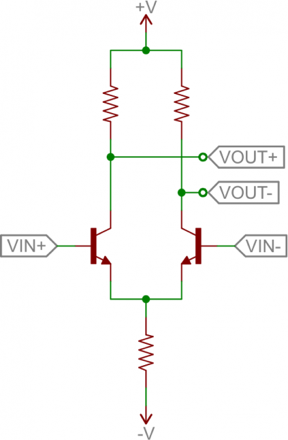 +V
VOUT+
VOUT-
VIN+
VIN-
-V